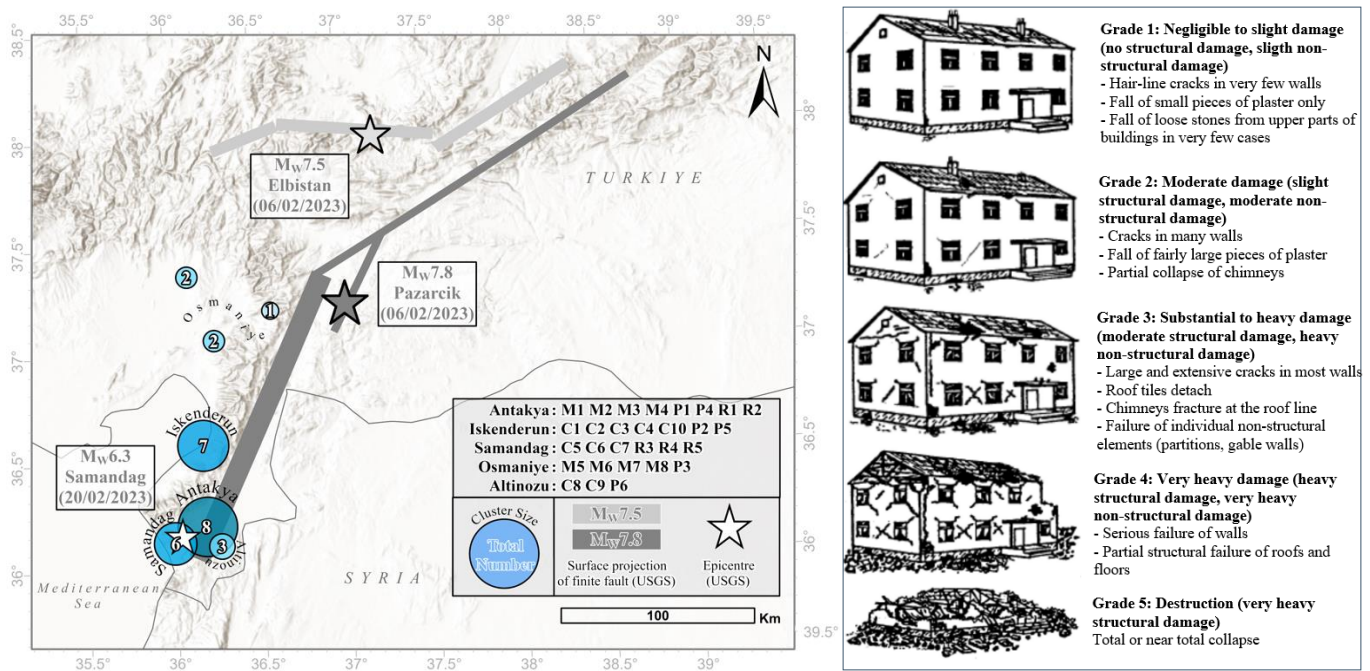 35.5° 36° 36.5° 37° 37.5° 38° 38.5° 39° 39.5°
38.5°
38°
37.5°
37°
36.5°
36°
38°
37.5°
37°
36.5°
36°
39.5°
35.5° 36° 36.5° 37° 37.5° 38° 38.5° 39°
N
MW7.5
Elbistan
(06/02/2023)
TURKIYE
MW7.8
Pazarcik
(06/02/2023)
2
Osmaniye
1
2
Iskenderun
7
MW6.3
Samandag
(20/02/2023)
Antakya
8
Samandag
6
3
Altinozu
Mediterranean
Sea
SYRIA
Antakya : M1 M2 M3 M4 P1 P4 R1 R2
Iskenderun : C1 C2 C3 C4 C10 P2 P5
Samandag : C5 C6 C7 R3 R4 R5
Osmaniye : M5 M6 M7 M8 P3
Altinozu : C8 C9 P6
Cluster Size
Total
Number
MW7.5
MW7.8
Surface projection
of finite fault (USGS)
Epicentre
(USGS)
100
Km
Grade 1: Negligible to slight damage
(no structural damage, sligth non-
structural damage)
- Hair-line cracks in very few walls
- Fall of small pieces of plaster only
- Fall of loose stones from upper parts of
buildings in very few cases
Grade 2: Moderate damage (slight
structural damage, moderate non-
structural damage)
- Cracks in many walls
- Fall of fairly large pieces of plaster
- Partial collapse of chimneys
Grade 3: Substantial to heavy damage
(moderate structural damage, heavy
non-structural damage)
- Large and extensive cracks in most walls
- Roof tiles detach
- Chimneys fracture at the roof line
- Failure of individual non-structural
elements (partitions, gable walls)
Grade 4: Very heavy damage (heavy
structural damage, very heavy
non-structural damage)
- Serious failure of walls
- Partial structural failure of roofs and
floors
Grade 5: Destruction (very heavy
structural damage)
Total or near total collapse